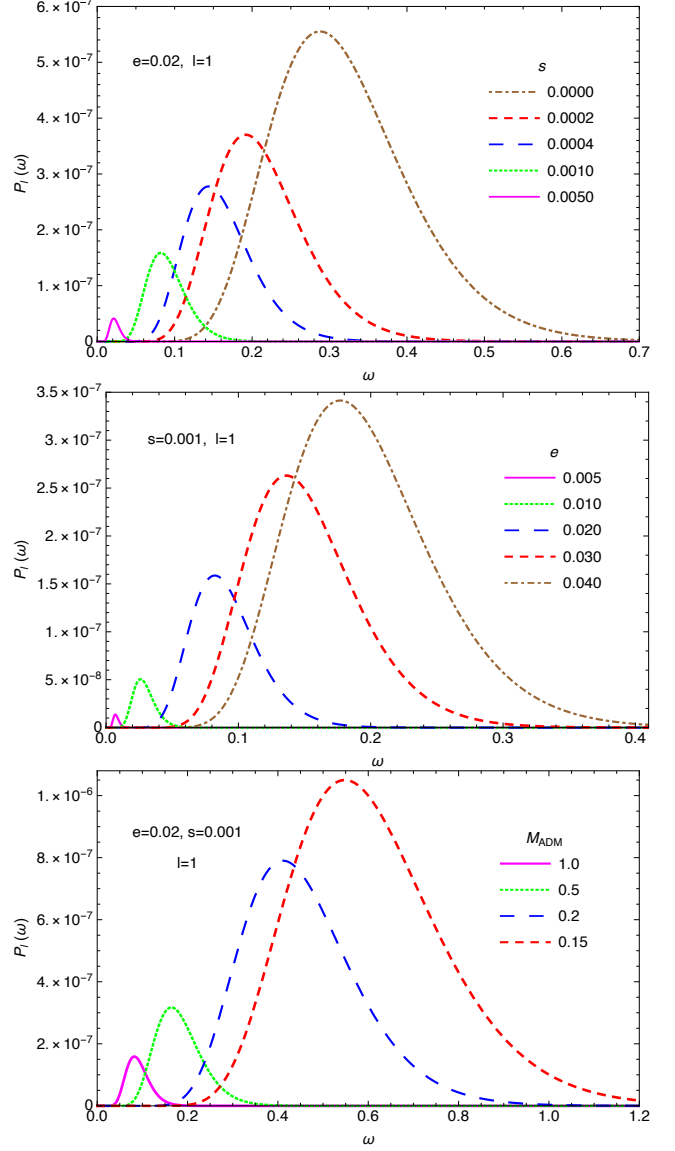 6. × 10⁻⁷
5. × 10⁻⁷
4. × 10⁻⁷
3. × 10⁻⁷
2. × 10⁻⁷
1. × 10⁻⁷
0
P_l (ω)
e=0.02, l=1
s
0.0000
0.0002
0.0004
0.0010
0.0050
0.0 0.1 0.2 0.3 0.4 0.5 0.6 0.7
ω
3.5 × 10⁻⁷
3. × 10⁻⁷
2.5 × 10⁻⁷
2. × 10⁻⁷
1.5 × 10⁻⁷
1. × 10⁻⁷
5. × 10⁻⁸
0
P_l (ω)
s=0.001, l=1
e
0.005
0.010
0.020
0.030
0.040
0.0 0.1 0.2 0.3 0.4
ω
1. × 10⁻⁶
8. × 10⁻⁷
6. × 10⁻⁷
4. × 10⁻⁷
2. × 10⁻⁷
0
P_l (ω)
e=0.02, s=0.001
l=1
M_ADM
1.0
0.5
0.2
0.15
0.0 0.2 0.4 0.6 0.8 1.0 1.2
ω